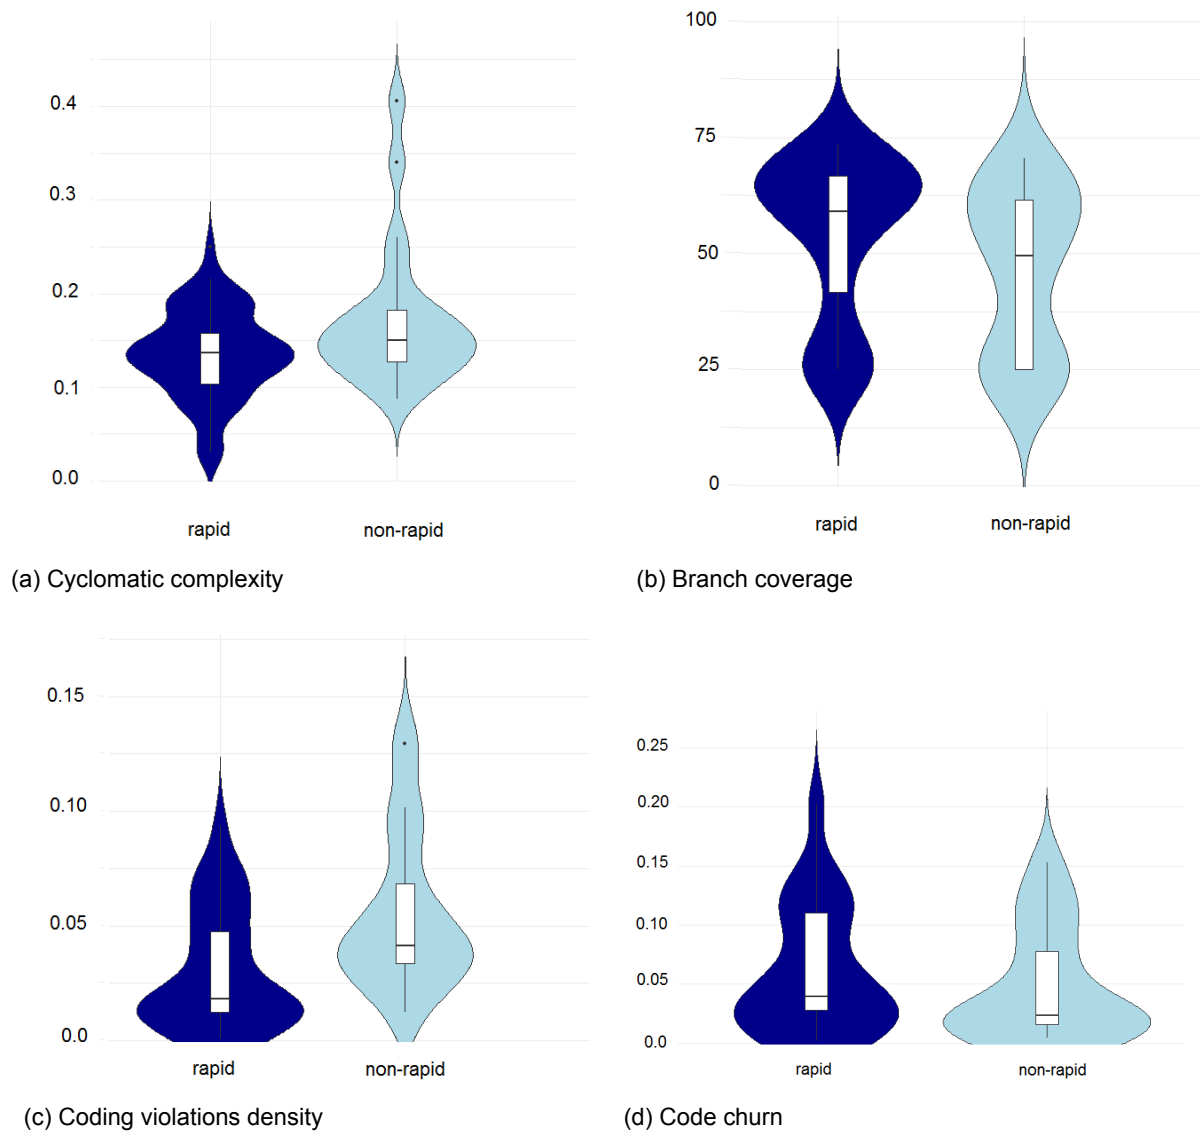 0.4
0.3
0.2
0.1
0.0
rapid non-rapid
(a) Cyclomatic complexity
100
75
50
25
0
rapid non-rapid
(b) Branch coverage
0.15
0.10
0.05
0.0
rapid non-rapid
(c) Coding violations density
0.25
0.20
0.15
0.10
0.05
0.0
rapid non-rapid
(d) Code churn